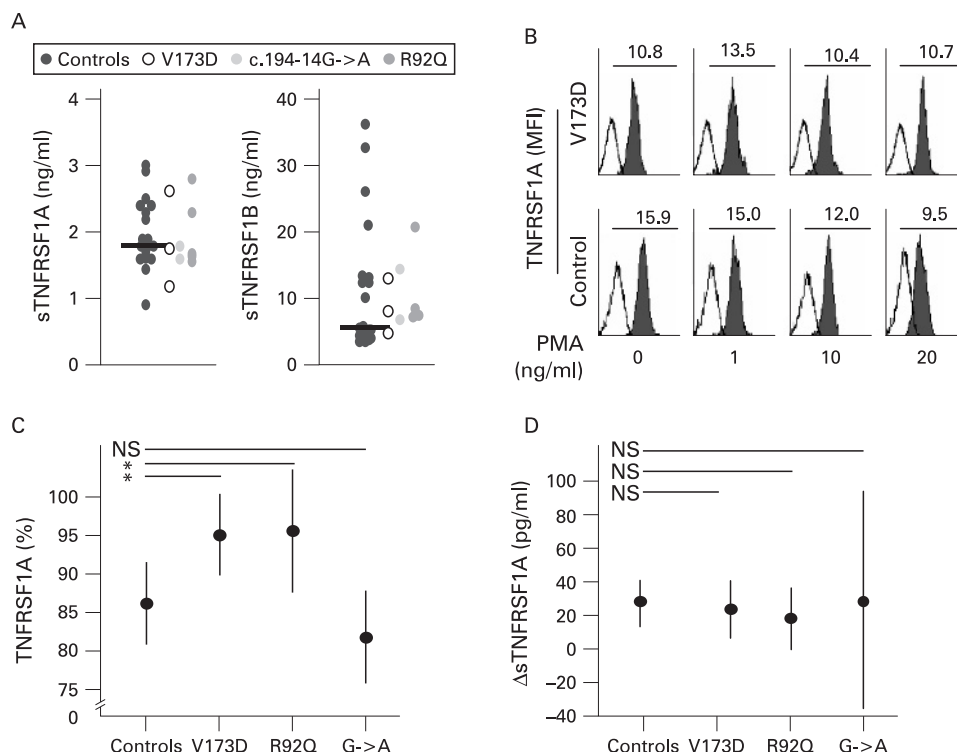 A
Controls V173D c.194-14G->A R92Q
sTNFRSF1A (ng/ml)
4
3
2
1
0
sTNFRSF1B (ng/ml)
40
30
20
10
0
B
TNFRSF1A (MFI)
V173D
10.8 13.5 10.4 10.7
Control
15.9 15.0 12.0 9.5
PMA
(ng/ml)
0 1 10 20
C
NS
*
*
TNFRSF1A (%)
100
95
90
85
80
75
0
Controls V173D R92Q G->A
D
NS
NS
NS
ΔsTNFRSF1A (pg/ml)
100
80
60
40
20
0
–20
–40
Controls V173D R92Q G->A